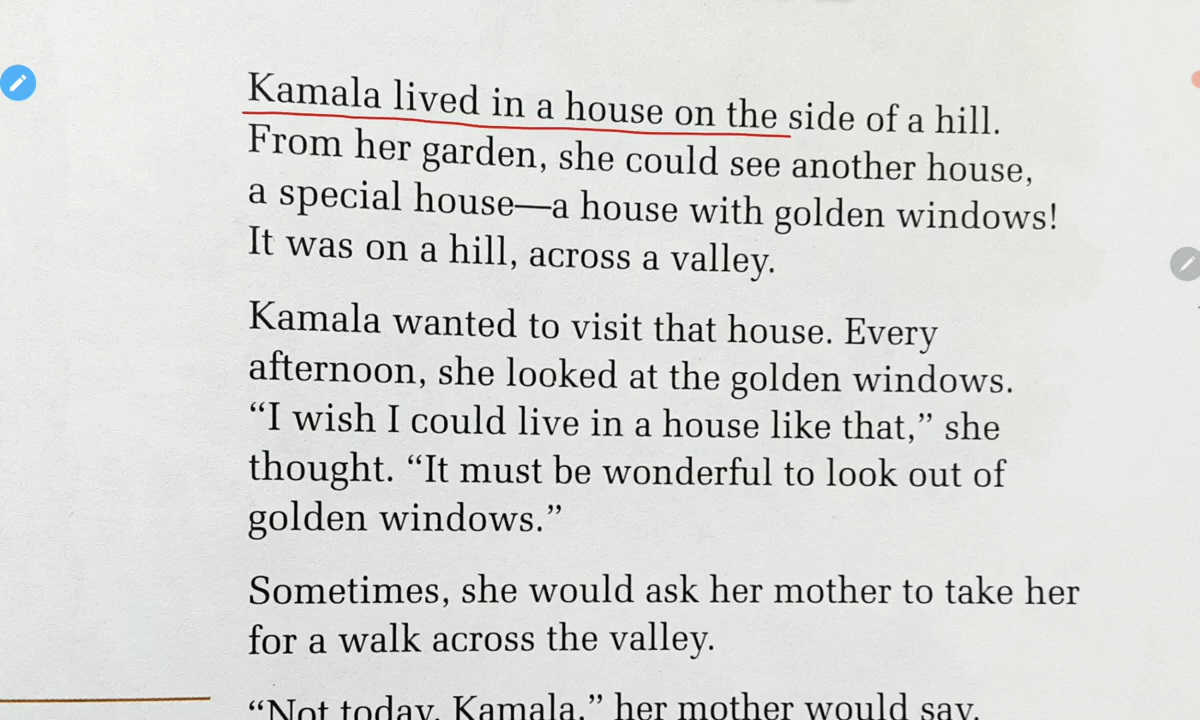 Kamala lived in a house on the side of a hill.
From her garden, she could see another house,
a special house—a house with golden windows!
It was on a hill, across a valley.
Kamala wanted to visit that house. Every
afternoon, she looked at the golden windows.
“I wish I could live in a house like that,” she
thought. “It must be wonderful to look out of
golden windows.”
Sometimes, she would ask her mother to take her
for a walk across the valley.
“Not today, Kamala,” her mother would say.